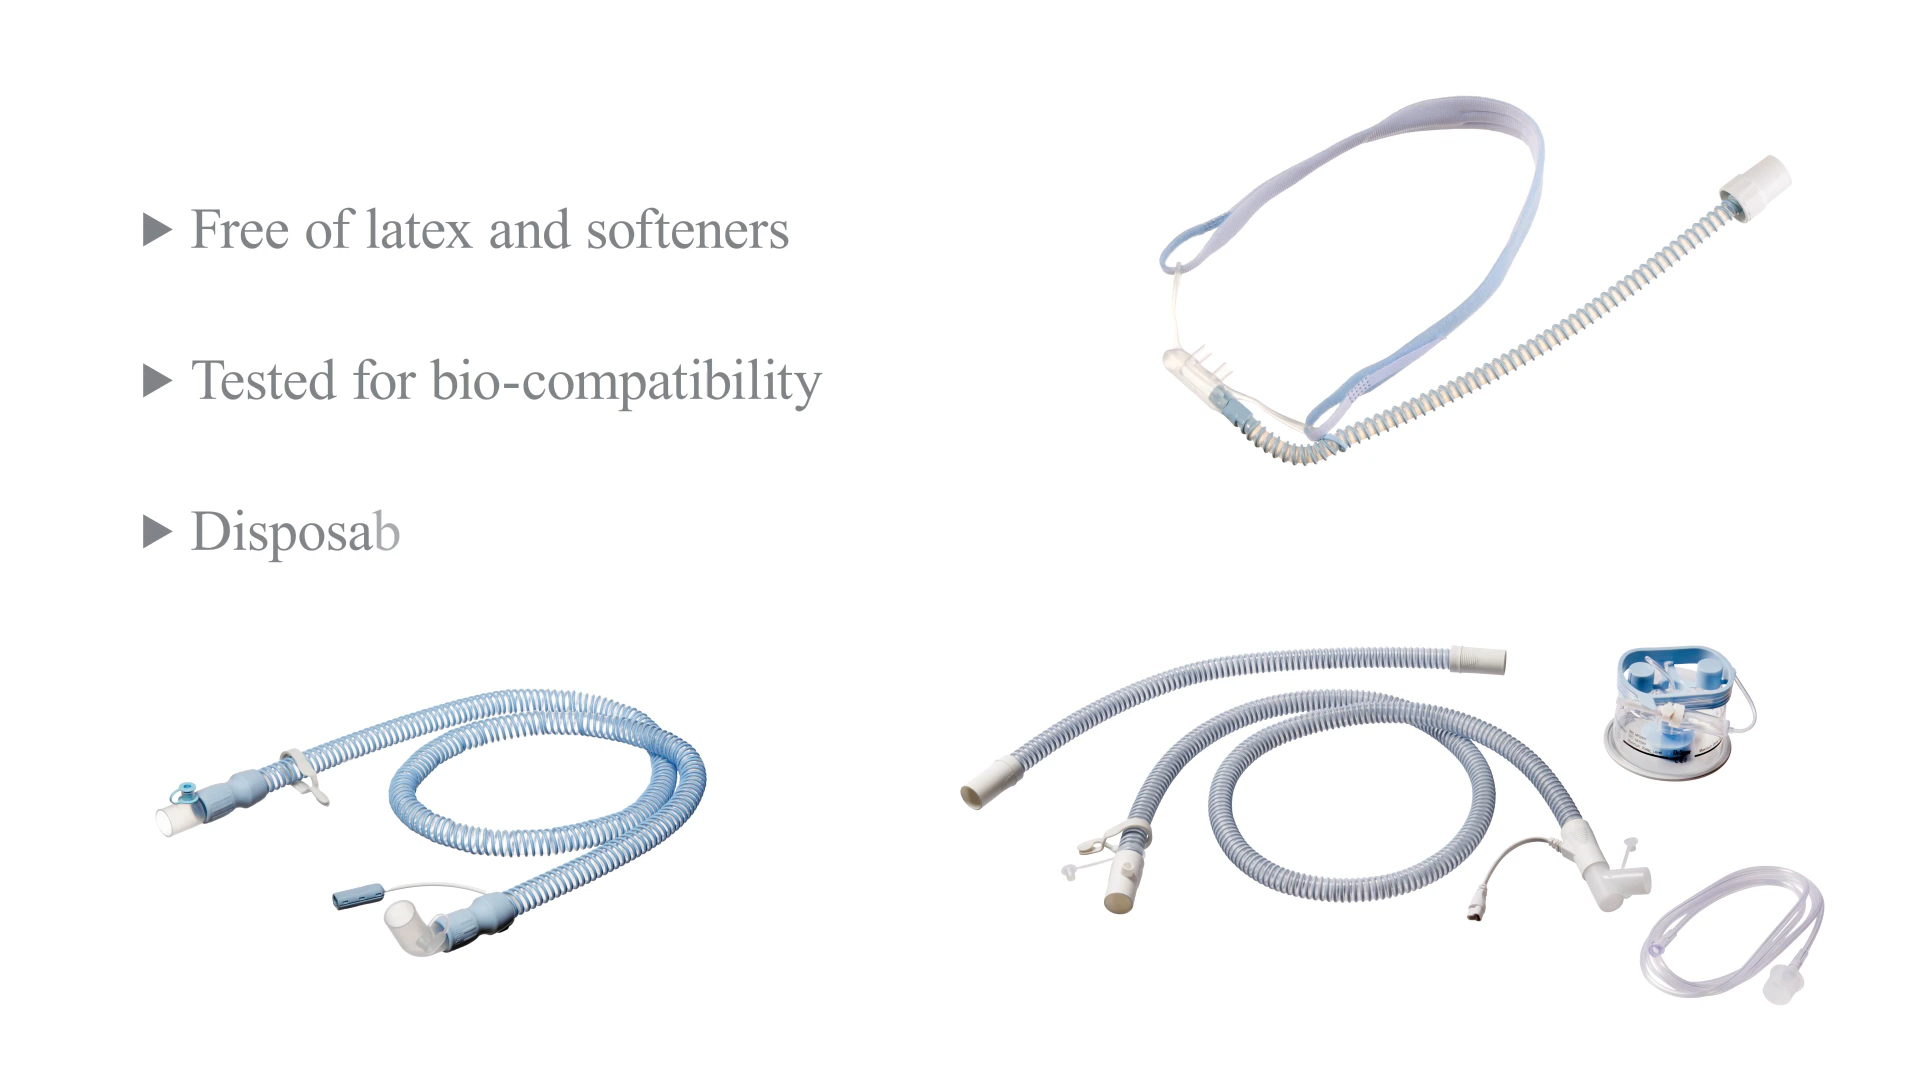 Free of latex and softeners
Tested for bio-compatibility
Disposab